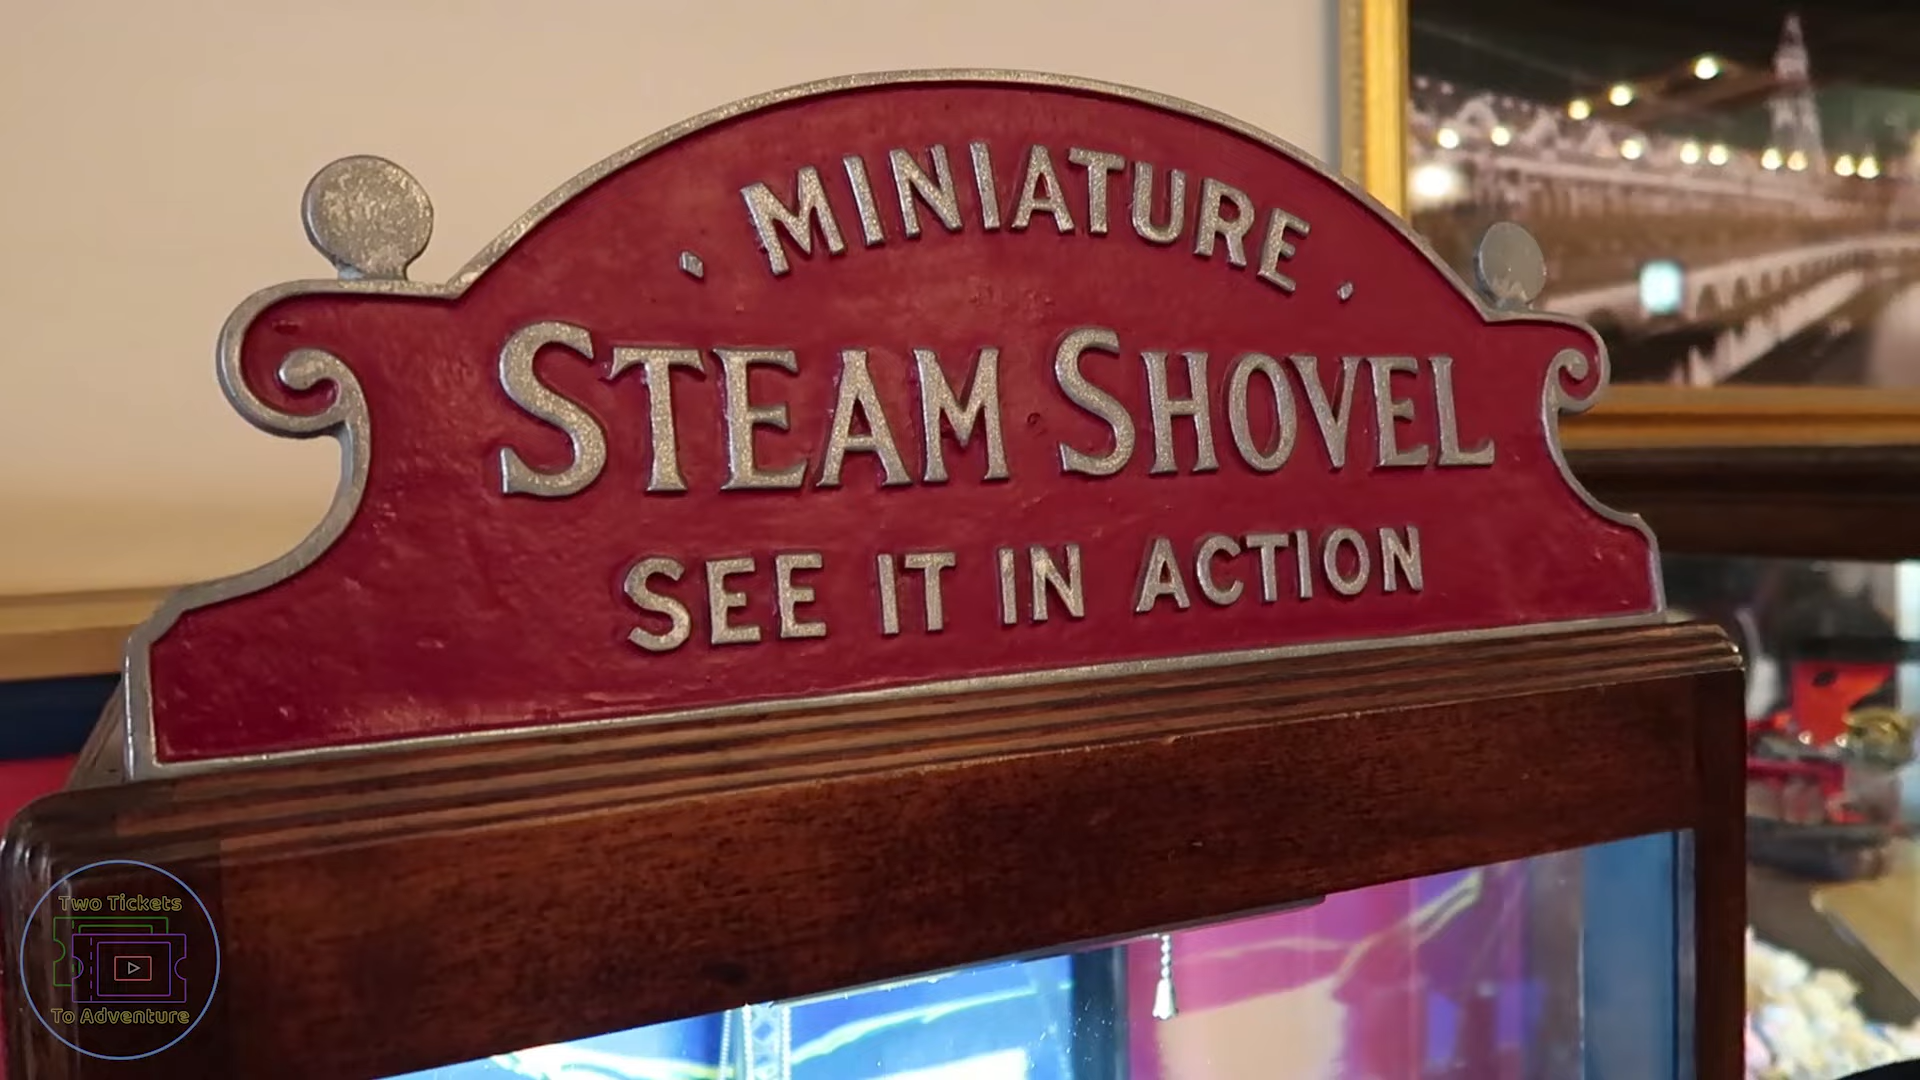 MINIATURE
STEAM SHOVEL
SEE IT IN ACTION
Two Tickets
To Adventure